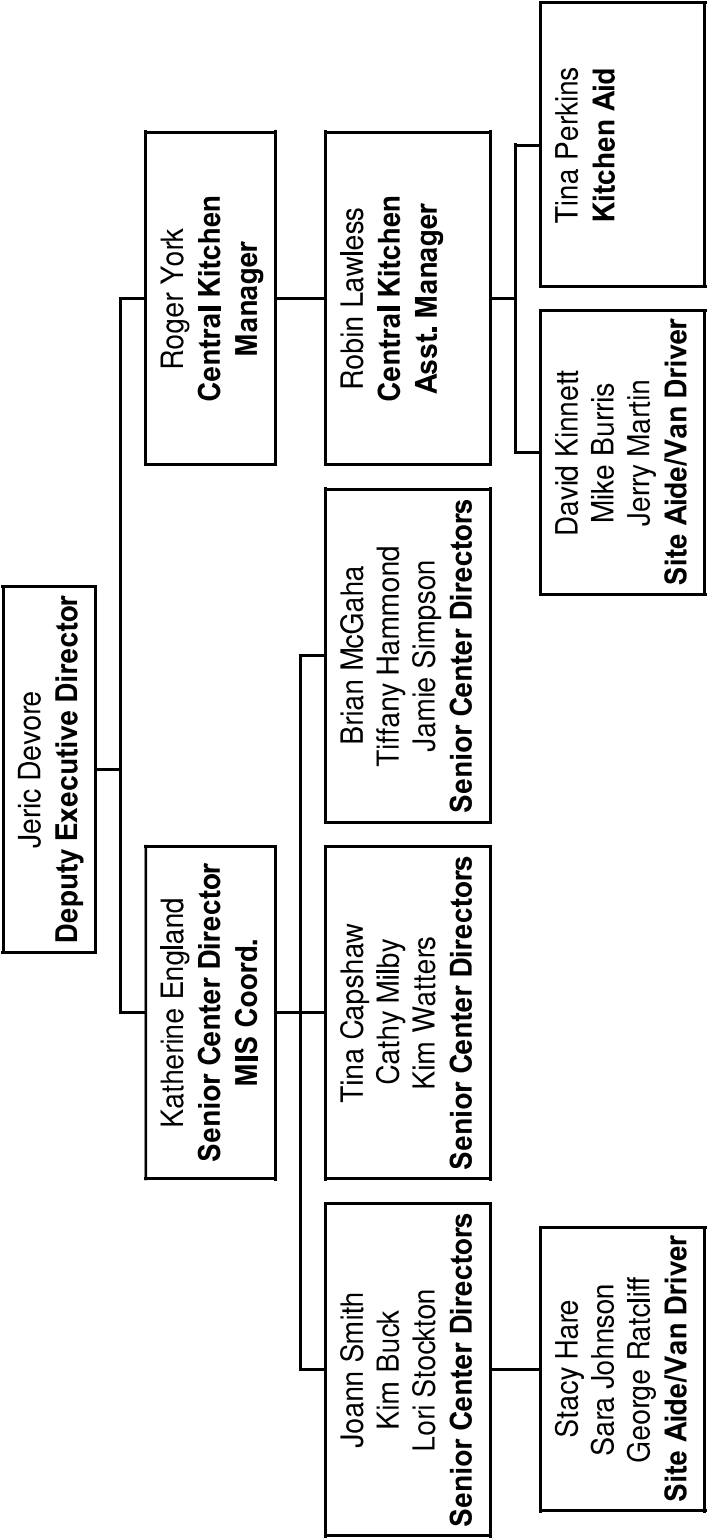 Jeric Devore
Deputy Executive Director
Katherine England
Senior Center Director
MIS Coord.
Roger York
Central Kitchen
Manager
Joann Smith
Kim Buck
Lori Stockton
Senior Center Directors
Tina Capshaw
Cathy Milby
Kim Watters
Senior Center Directors
Brian McGaha
Tiffany Hammond
Jamie Simpson
Senior Center Directors
Robin Lawless
Central Kitchen
Asst. Manager
Stacy Hare
Sara Johnson
George Ratcliff
Site Aide/Van Driver
David Kinnett
Mike Burris
Jerry Martin
Site Aide/Van Driver
Tina Perkins
Kitchen Aid